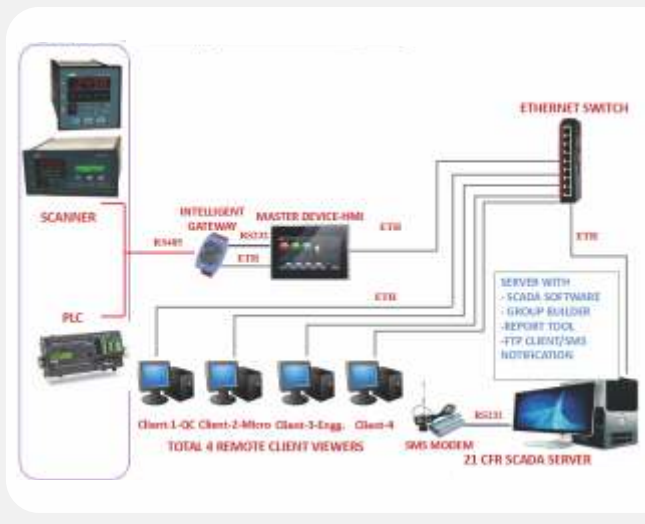 ETHERNET SWITCH
SCANNER
INTELLIGENT
GATEWAY
MASTER DEVICE-HMI
RS485
RS232
ETH
ETH
ETH
ETH
PLC
SERVER WITH
- SCADA SOFTWARE
- GROUP BUILDER
-REPORT TOOL
-FTP CLIENT/SMS
NOTIFICATION
Client-1-QC Client-2-Micro Client-3-Engg. Client-4
TOTAL 4 REMOTE CLIENT VIEWERS
RS232
SMS MODEM
21 CFR SCADA SERVER